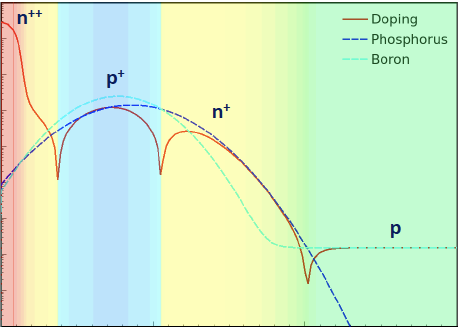 n++
Doping
Phosphorus
Boron
p+
n+
p